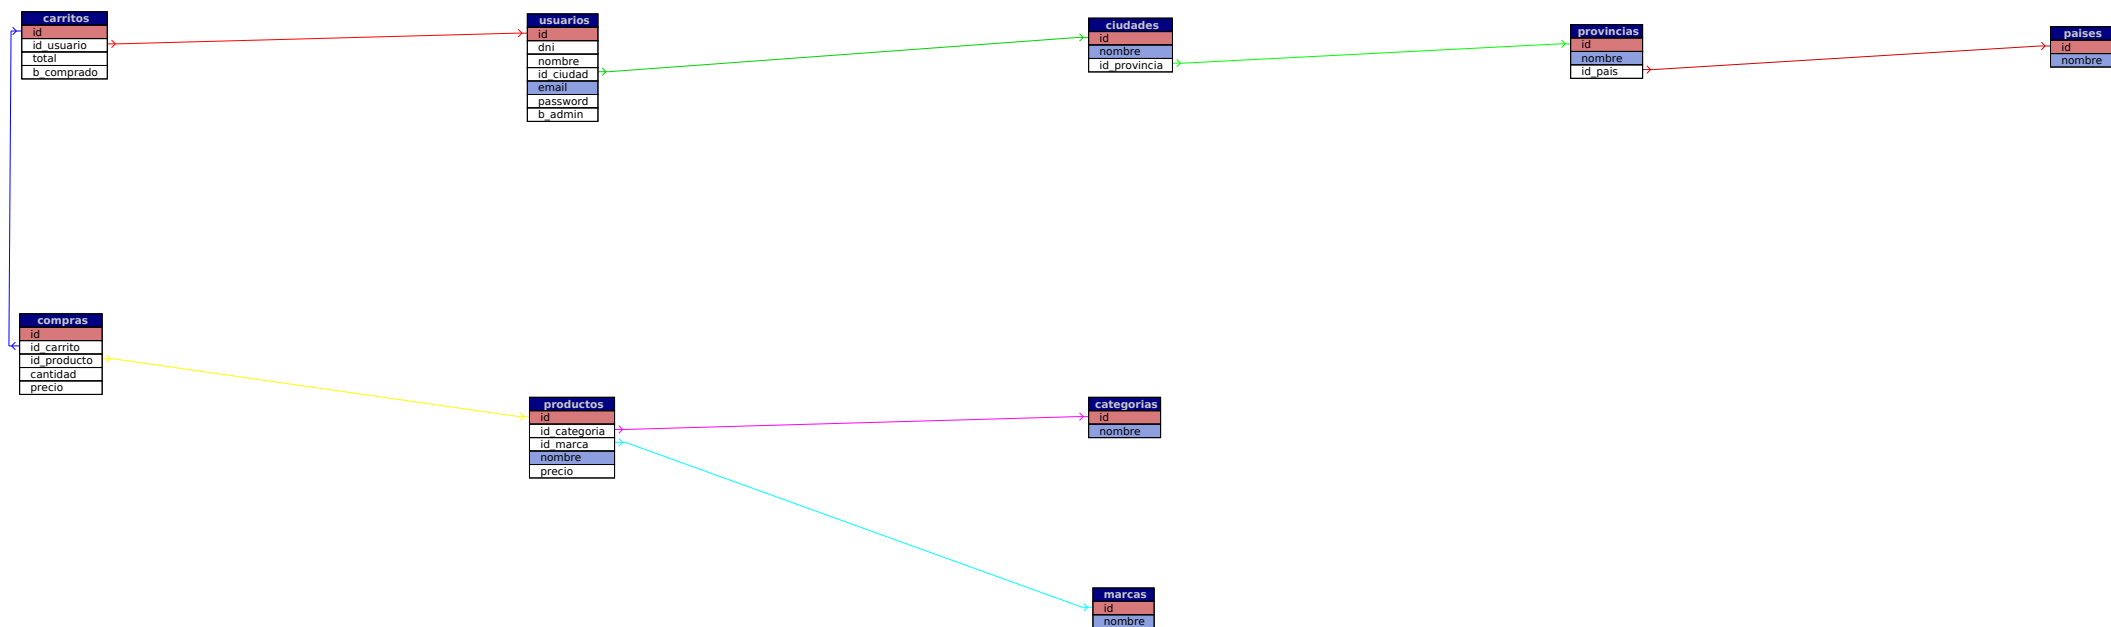 carritos
id
id_usuario
total
b_comprado
usuarios
id
dni
nombre
id_ciudad
email
password
b_admin
ciudades
id
nombre
id_provincia
provincias
id
nombre
id_pais
paises
id
nombre
compras
id
id_carrito
id_producto
cantidad
precio
productos
id
id_categoria
id_marca
nombre
precio
categorias
id
nombre
marcas
id
nombre